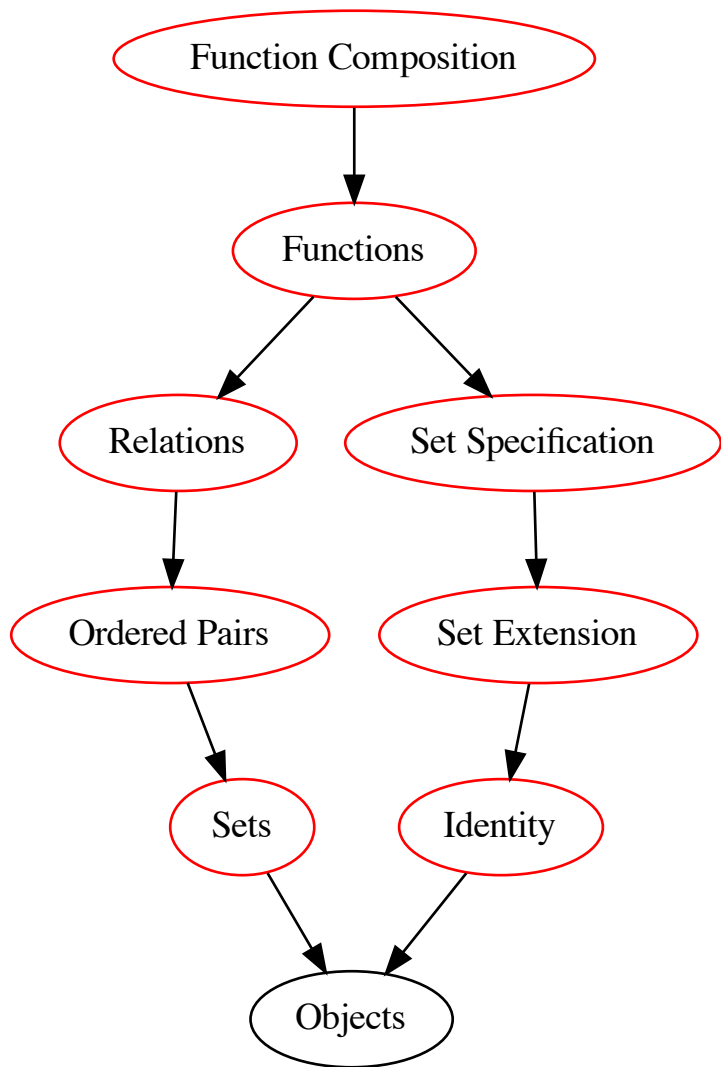 Function Composition
Functions
Relations
Set Specification
Ordered Pairs
Set Extension
Sets
Identity
Objects